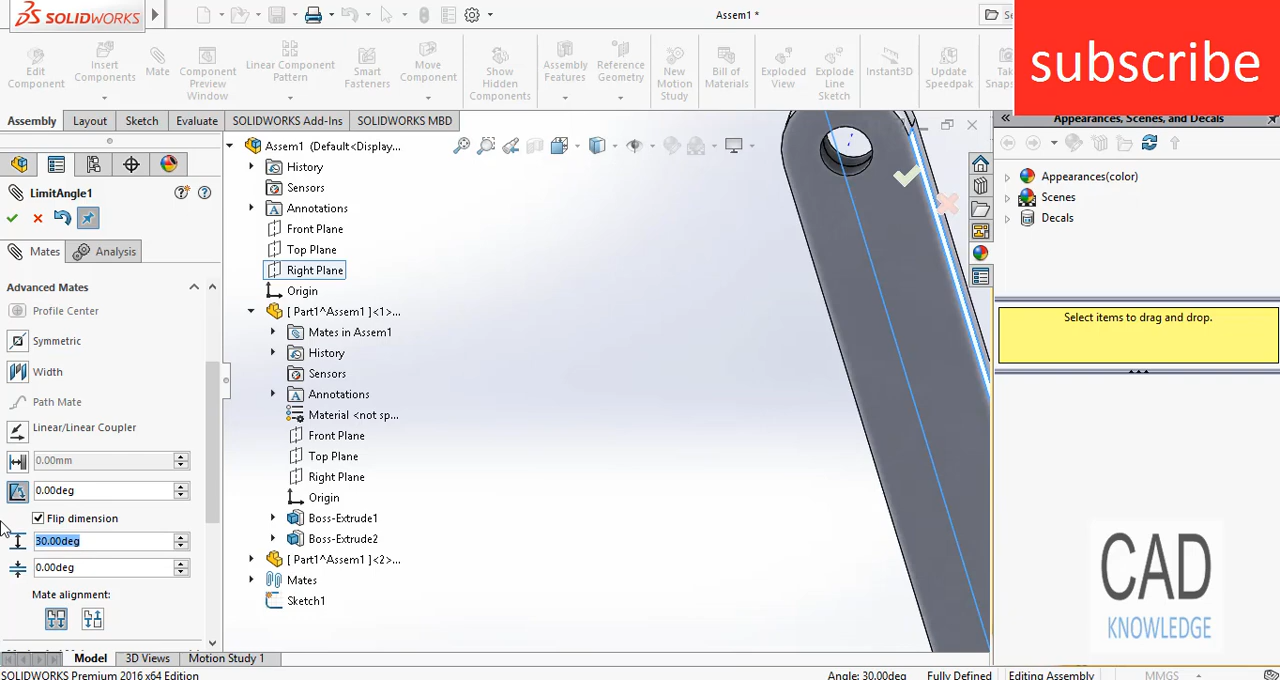 SOLIDWORKS
Assem1 *
Se
subscribe
Edit Component
Insert Components
Mate
Component Preview Window
Linear Component Pattern
Smart Fasteners
Move Component
Show Hidden Components
Assembly Features
Reference Geometry
New Motion Study
Bill of Materials
Exploded View
Explode Line Sketch
Instant3D
Update Speedpak
Tak
Snaps
Assembly
Layout
Sketch
Evaluate
SOLIDWORKS Add-Ins
SOLIDWORKS MBD
Appearances, Scenes, and Decals
LimitAngle1
Mates
Analysis
Advanced Mates
Profile Center
Symmetric
Width
Path Mate
Linear/Linear Coupler
0.00mm
0.00deg
Flip dimension
30.00deg
0.00deg
Mate alignment:
Assem1 (Default<Display...
History
Sensors
Annotations
Front Plane
Top Plane
Right Plane
Origin
[ Part1^Assem1 ]<1>...
Mates in Assem1
History
Sensors
Annotations
Material <not sp...
Front Plane
Top Plane
Right Plane
Origin
Boss-Extrude1
Boss-Extrude2
[ Part1^Assem1 ]<2>...
Mates
Sketch1
Appearances(color)
Scenes
Decals
Select items to drag and drop.
CAD
KNOWLEDGE
Model
3D Views
Motion Study 1
SOLIDWORKS Premium 2016 x64 Edition
Angle: 30.00deg
Fully Defined
Editing Assembly
MMGS